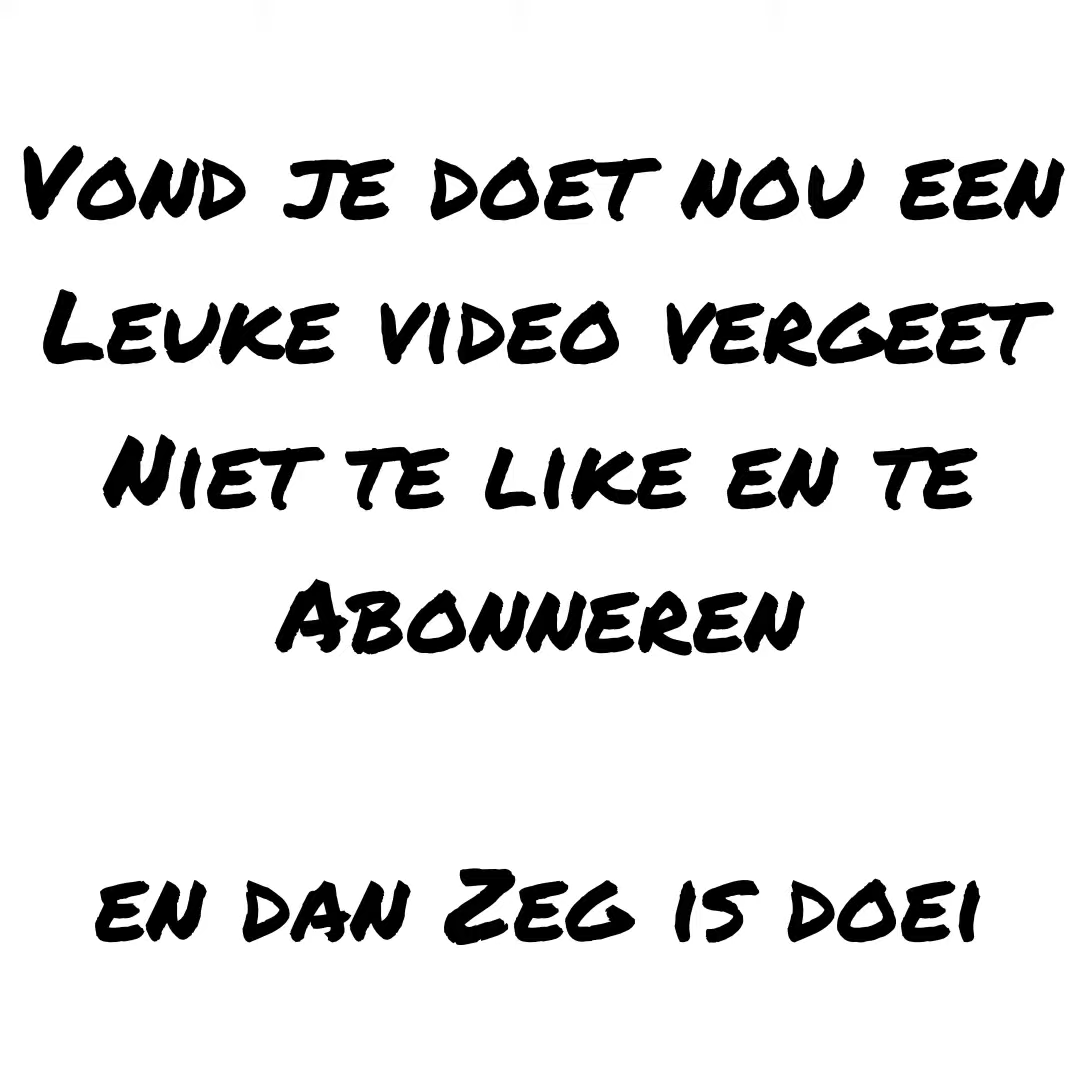 Vond je doet nou een
Leuke video vergeet
Niet te like en te
Abonneren
en dan Zeg is doei